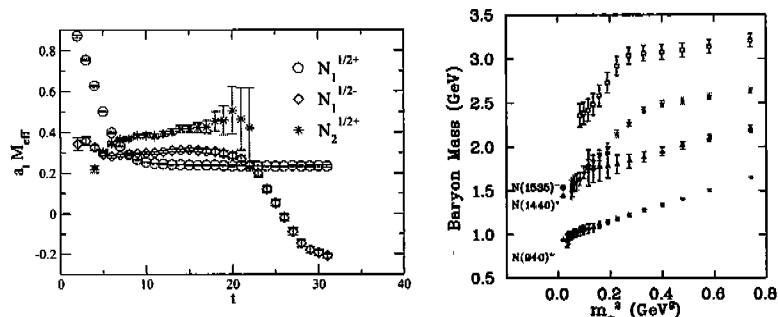 0.8
0.6
0.4
0.2
0
-0.2
0
10
20
30
40
t
a_t M_eff
N_1^{1/2+}
N_1^{1/2-}
N_2^{1/2+}
3.5
3.0
2.5
2.0
1.5
1.0
0.5
0.0
0.2
0.4
0.6
0.8
Baryon Mass (GeV)
N(1535)^-
N(1440)^+
N(940)^+
(GeV^2)